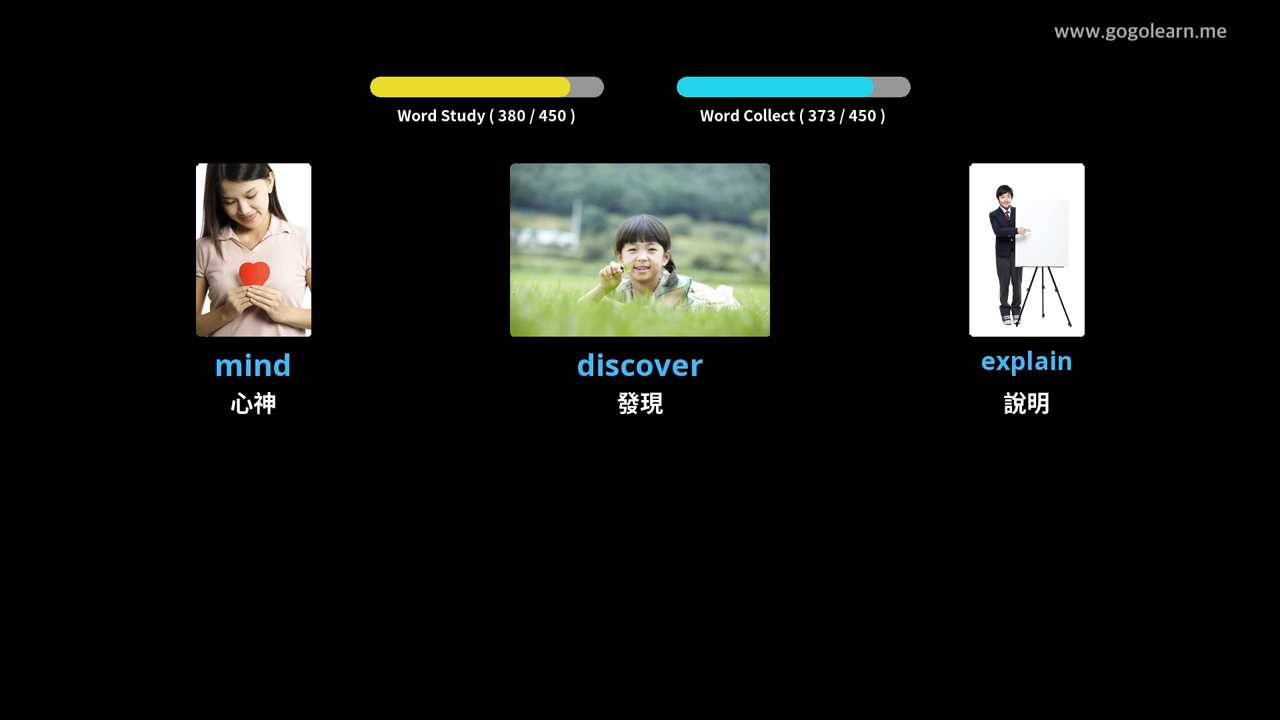 www.gogolearn.me
Word Study ( 380 / 450 )
Word Collect ( 373 / 450 )
mind
心神
discover
發現
explain
說明